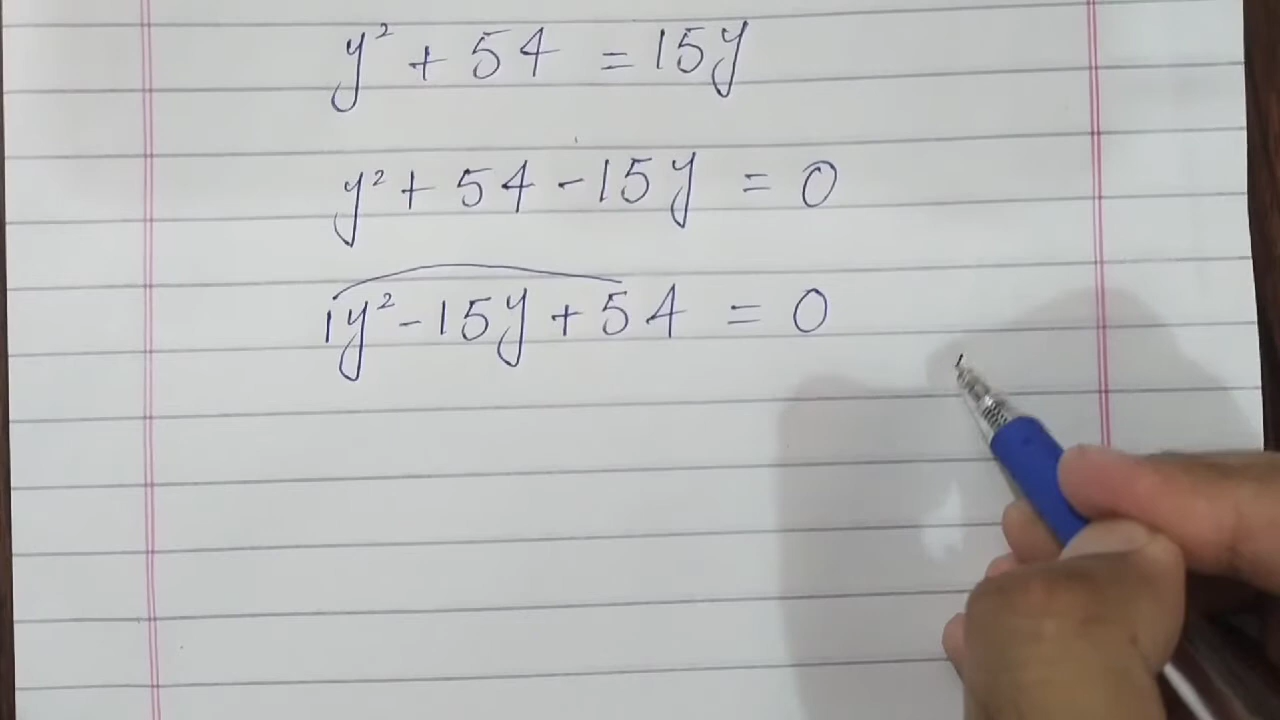 y² + 54 = 15y
y² + 54 - 15y = 0
1y² - 15y + 54 = 0